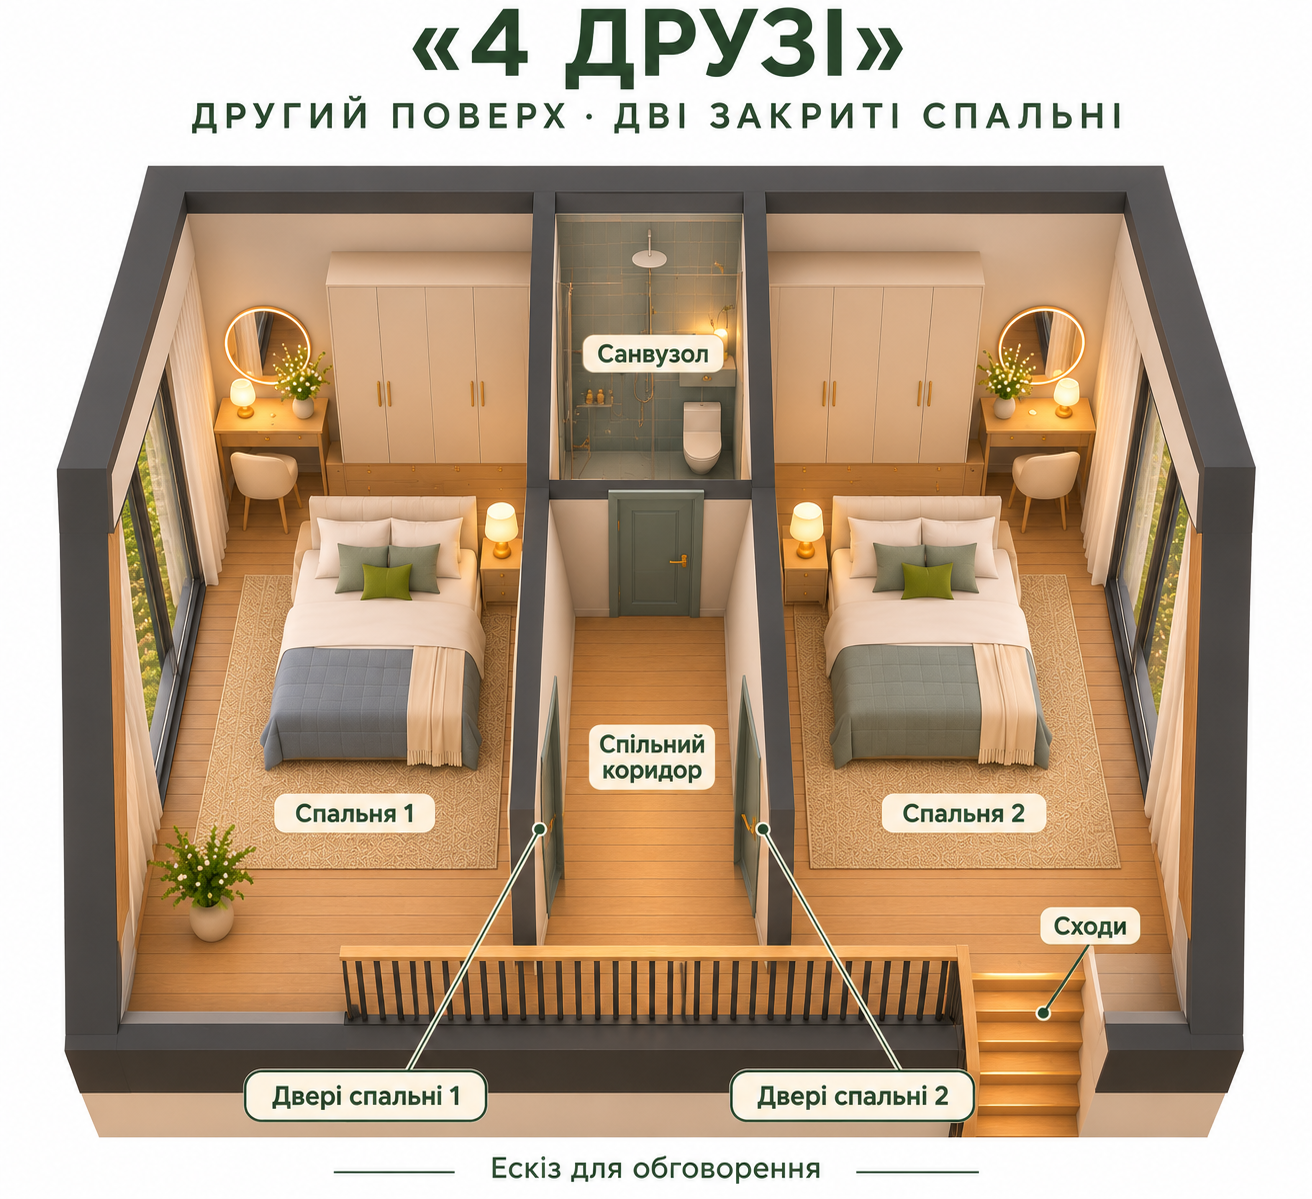 «4 ДРУЗІ»
ДРУГИЙ ПОВЕРХ · ДВІ ЗАКРИТІ СПАЛЬНІ
Санвузол
Спільний
коридор
Спальня 1
Спальня 2
Сходи
Двері спальні 1
Двері спальні 2
Ескіз для обговорення